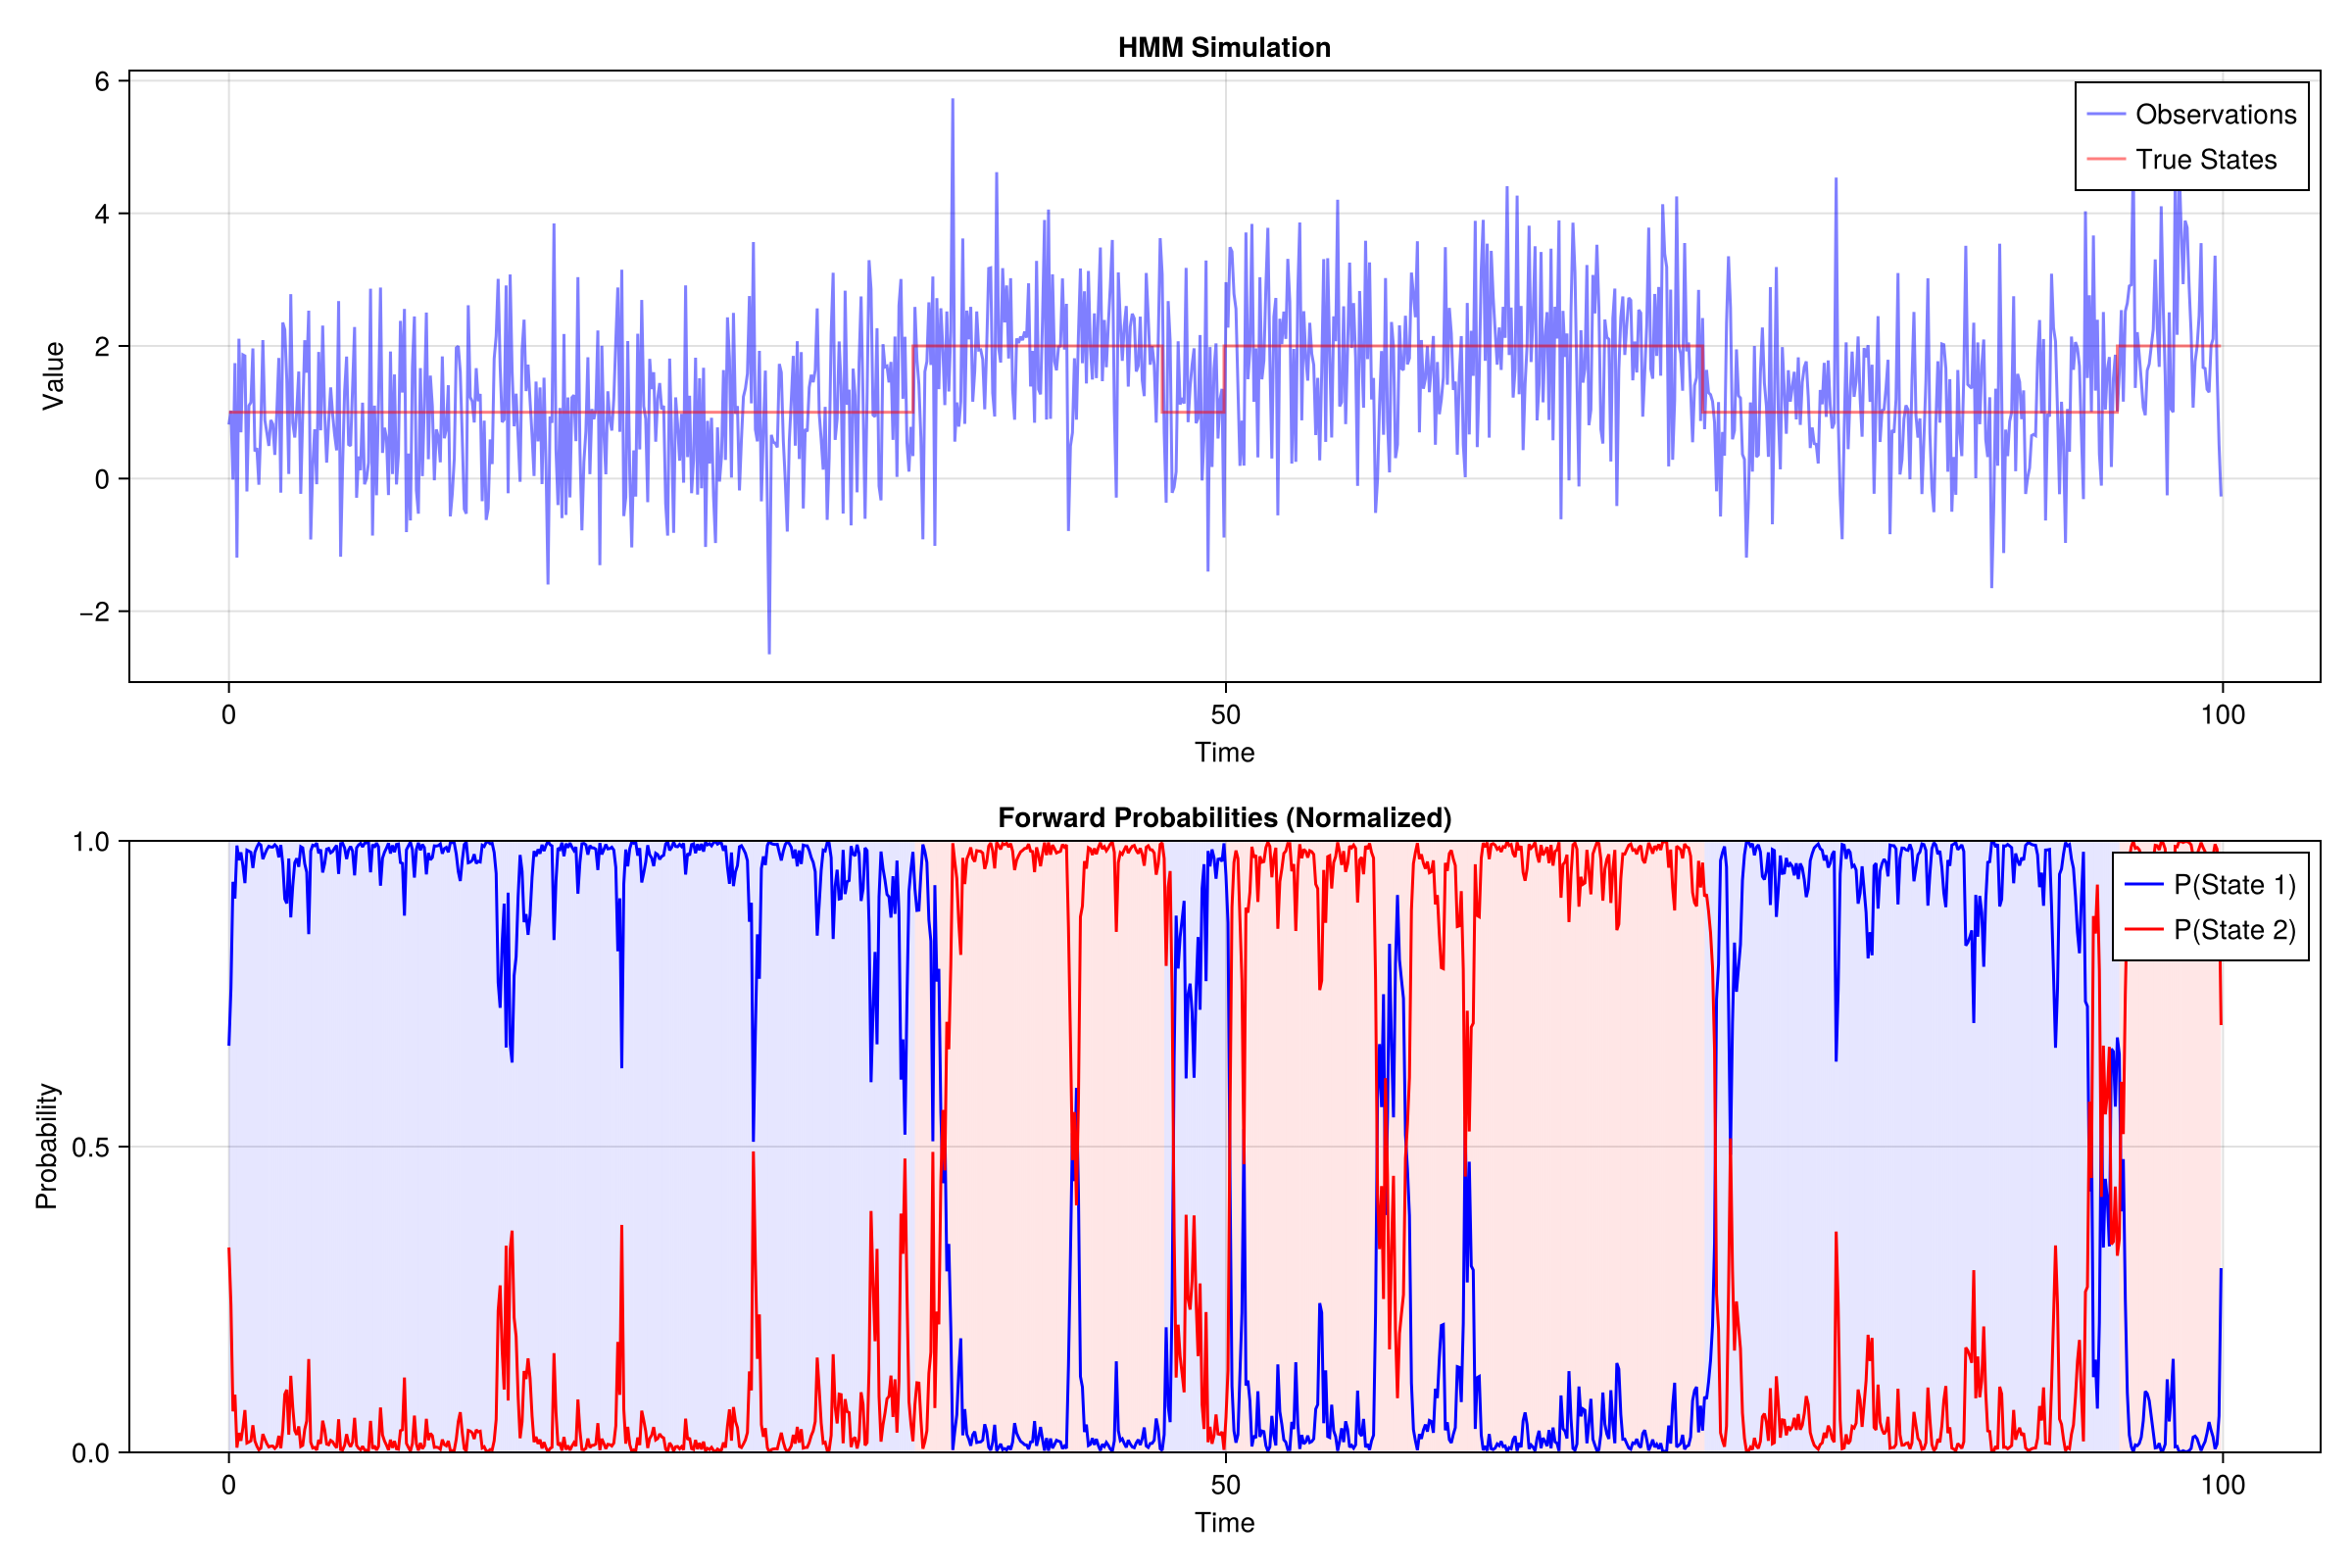 HMM Simulation
6
4
2
0
−2
Value
Observations
True States
0
50
100
Time
Forward Probabilities (Normalized)
1.0
0.5
0.0
Probability
P(State 1)
P(State 2)
0
50
100
Time